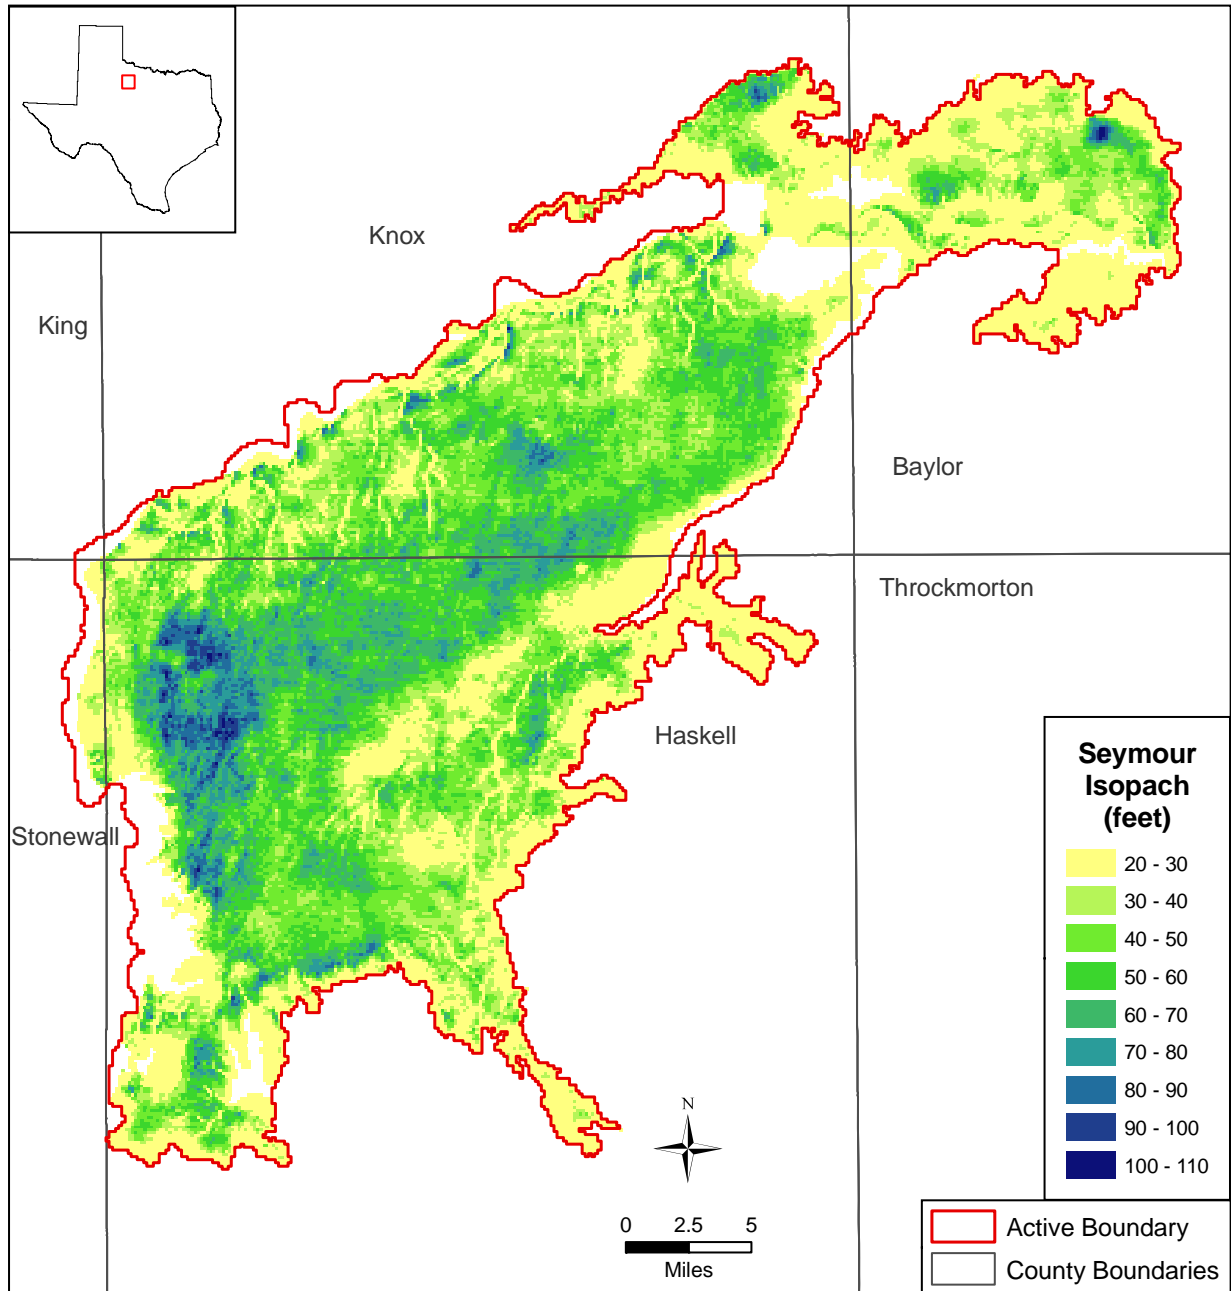 Knox
King
Baylor
Throckmorton
Haskell
Stonewall
Seymour
Isopach
(feet)
20 - 30
30 - 40
40 - 50
50 - 60
60 - 70
70 - 80
80 - 90
90 - 100
100 - 110
N
0 2.5 5
Miles
Active Boundary
County Boundaries